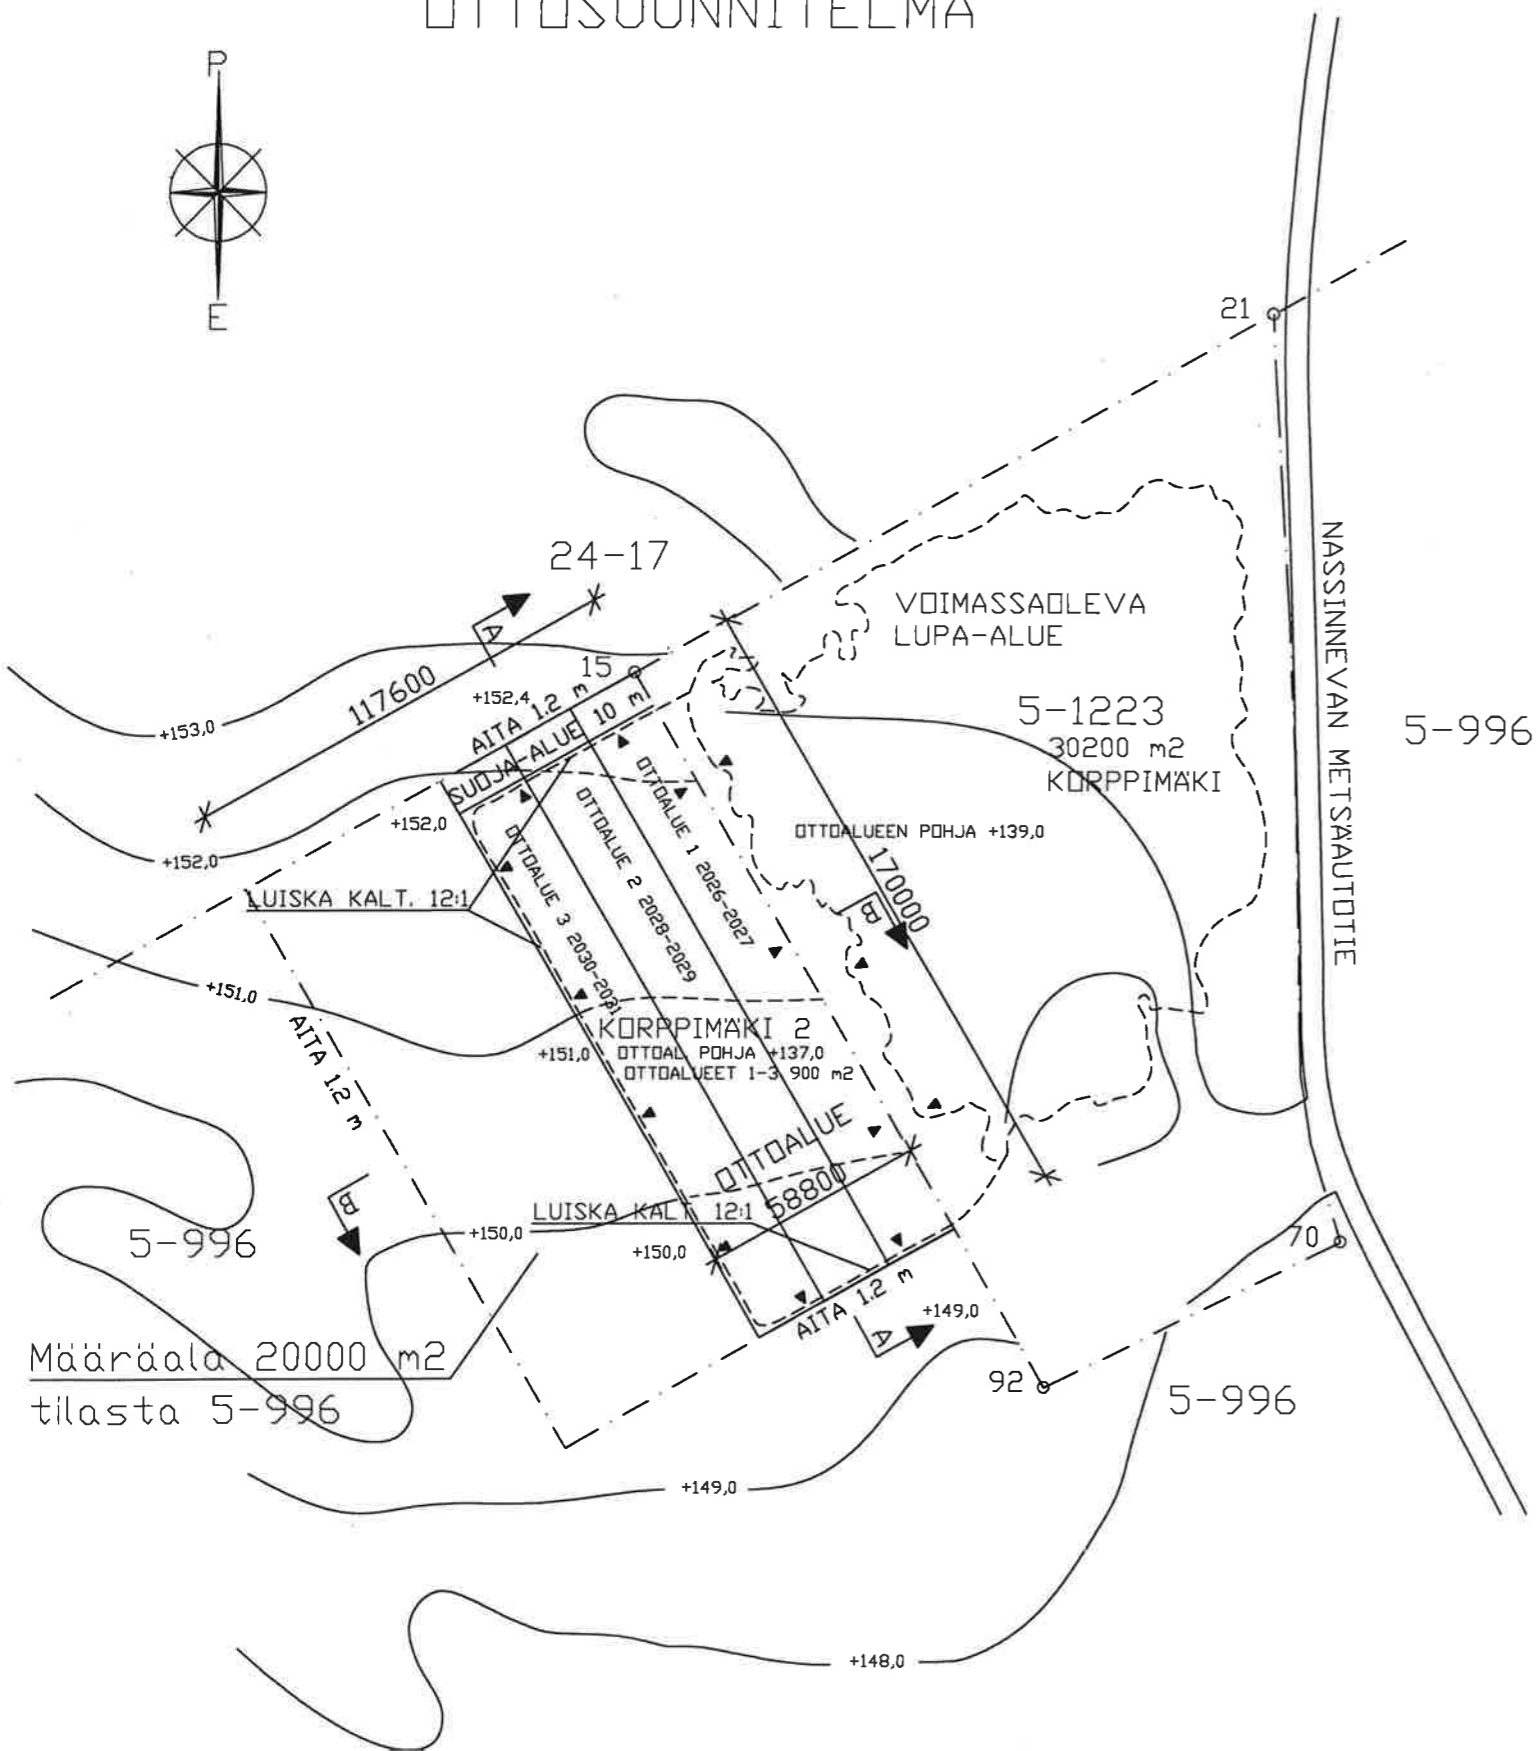 OTTOSUUNNITELMA
P
E
21
24-17
A
15
VOIMASSAOLEVA
LUPA-ALUE
117600
+152,4
+153,0
AITA 1.2 m
SUOJA-ALUE 10 m
5-1223
30200 m2
KORPPIMÄKI
NASSINNEVAN METSÄAUTOTIE
5-996
+152,0
+152,0
OTTOALUE 1 2026-2027
OTTOALUE 2 2028-2029
OTTOALUE 3 2030-2031
OTTOALUEEN POHJA +139,0
170000
B
LUISKA KALT. 12:1
+151,0
AITA 1.2 m
KORPPIMÄKI 2
+151,0
OTTOAL. POHJA +137,0
OTTOALUEET 1-3 900 m2
OTTOALUE
58800
LUISKA KALT 12:1
B
5-996
+150,0
+150,0
70
AITA 1.2 m
+149,0
A
Määräala 20000 m2
tilasta 5-996
92
5-996
+149,0
+148,0